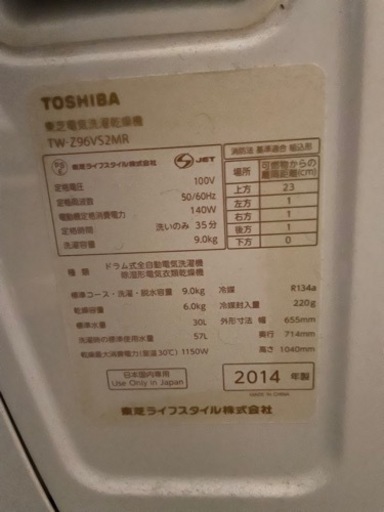 TOSHIBA
東芝電気洗濯乾燥機
TW-Z96VS2MR
PSE 東芝ライフスタイル株式会社 S-JET
定格電圧 100V
定格周波数 50/60Hz
電動機定格消費電力 140W
定格時間 洗いのみ 35分
洗濯容量 9.0kg
消防法 基準適合 組込形
場所 可燃物からの離隔距離(cm)
上方 23
左方 1
右方 1
後方 1
下方 0
種類 ドラム式全自動電気洗濯機
除湿形電気衣類乾燥機
標準コース・洗濯・脱水容量 9.0kg
乾燥容量 6.0kg
標準水量 30L
洗濯時の標準使用水量 57L
乾燥最大消費電力(室温30℃) 1150W
冷媒 R134a
冷媒封入量 220g
外形寸法 幅 655mm
奥行 714mm
高さ 1040mm
日本国内専用
Use Only in Japan
2014 年製
MADE IN CHINA
東芝ライフスタイル株式会社